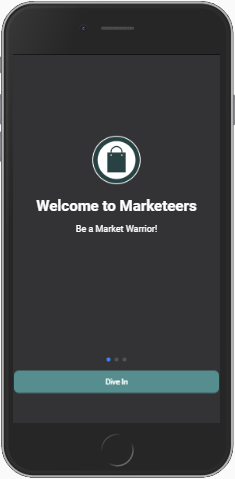 Welcome to Marketeers
Be a Market Warrior!
Dive In